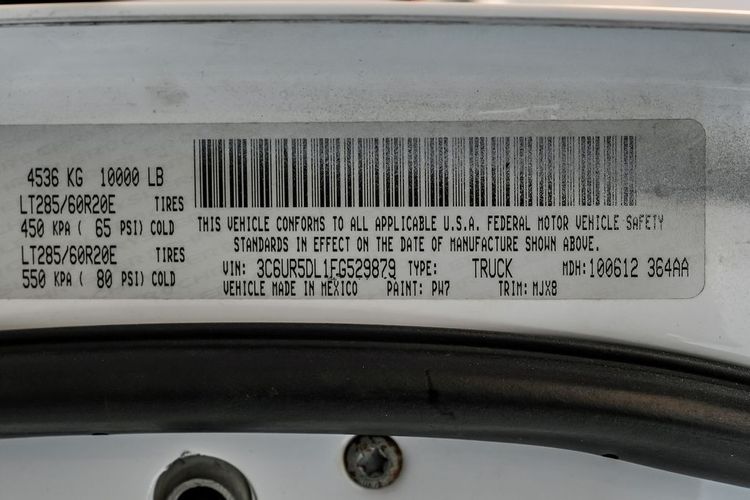 4536 KG 10000 LB
LT285/60R20E TIRES
450 KPA ( 65 PSI) COLD
LT285/60R20E TIRES
550 KPA ( 80 PSI) COLD
THIS VEHICLE CONFORMS TO ALL APPLICABLE U.S.A. FEDERAL MOTOR VEHICLE SAFETY
STANDARDS IN EFFECT ON THE DATE OF MANUFACTURE SHOWN ABOVE.
VIN: 3C6UR5DL1FG529879 TYPE: TRUCK MDH: 100612 364AA
VEHICLE MADE IN MEXICO PAINT: PW7 TRIM: MJX8